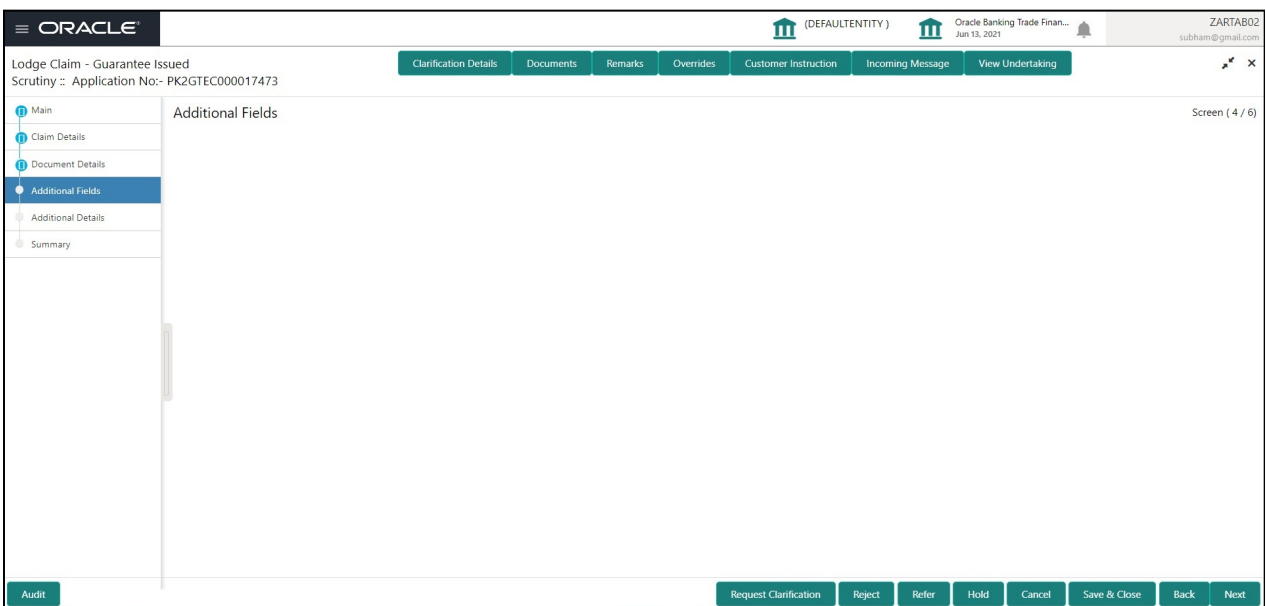 ORACLE
(DEFAULTENTITY )
Oracle Banking Trade Finan...
Jun 13, 2021
ZARTAB02
subham@gmail.com
Lodge Claim - Guarantee Issued
Scrutiny :: Application No:- PK2GTEC000017473
Clarification Details
Documents
Remarks
Overrides
Customer Instruction
Incoming Message
View Undertaking
Main
Claim Details
Document Details
Additional Fields
Additional Details
Summary
Additional Fields
Screen ( 4 / 6)
Audit
Request Clarification
Reject
Refer
Hold
Cancel
Save & Close
Back
Next